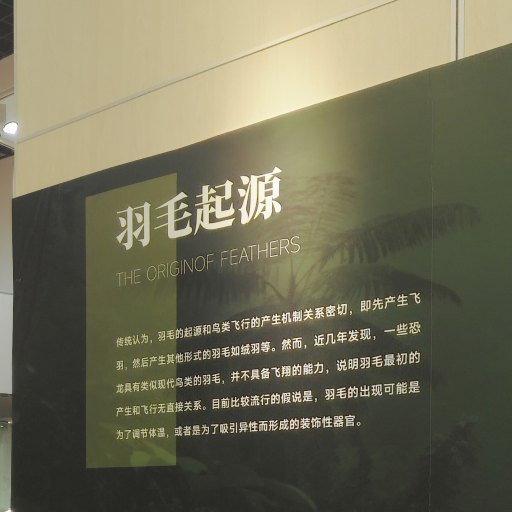 羽毛起源
THE ORIGINOF FEATHERS
传统认为，羽毛的起源和鸟类飞行的产生机制关系密切，即先产生飞
羽，然后产生其他形式的羽毛如绒羽等。然而，近几年发现，一些恐
龙具有类似现代鸟类的羽毛，并不具备飞翔的能力，说明羽毛最初的
产生和飞行无直接关系。目前比较流行的假说是，羽毛的出现可能是
为了调节体温，或者是为了吸引异性而形成的装饰性器官。